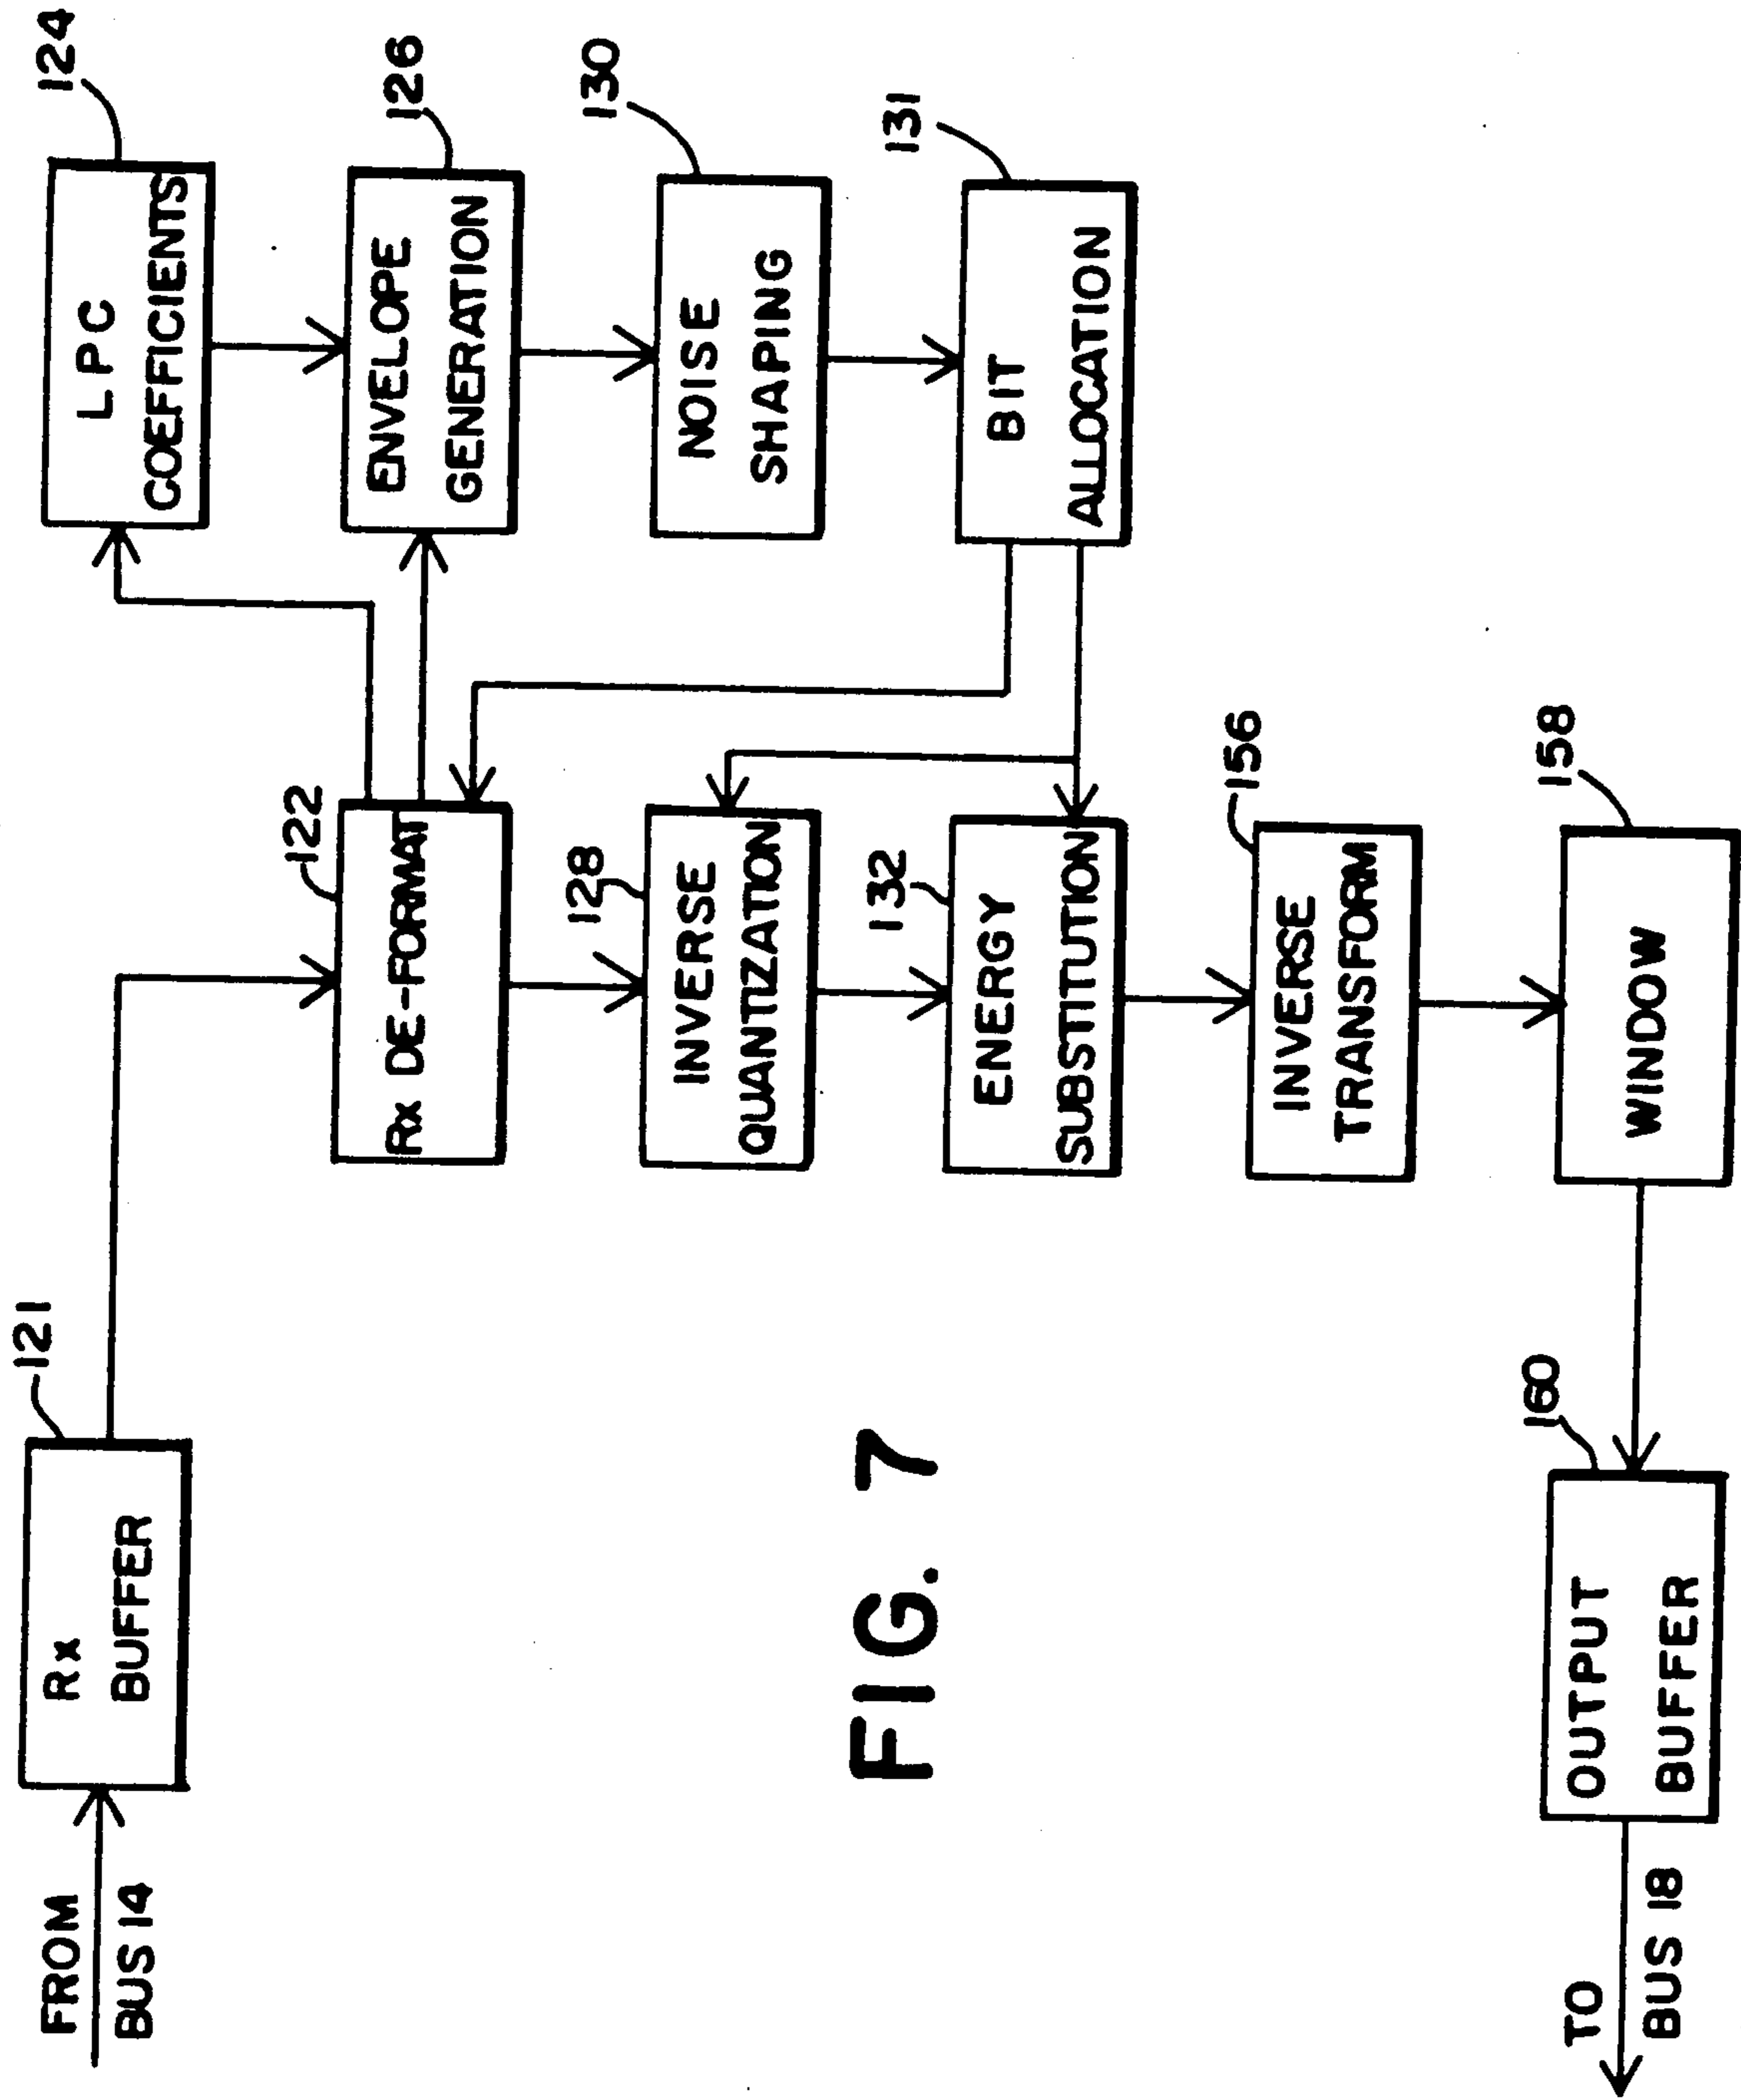 FROM
BUS 14
Rx
BUFFER
121
Rx DE-FORMAT
122
LPC
COEFFICIENTS
124
ENVELOPE
GENERATION
126
INVERSE
QUANTIZATION
128
NOISE
SHAPING
130
ENERGY
SUBSTITUTION
132
BIT
ALLOCATION
131
INVERSE
TRANSFORM
156
WINDOW
158
OUTPUT
BUFFER
160
TO
BUS 18
FIG. 7